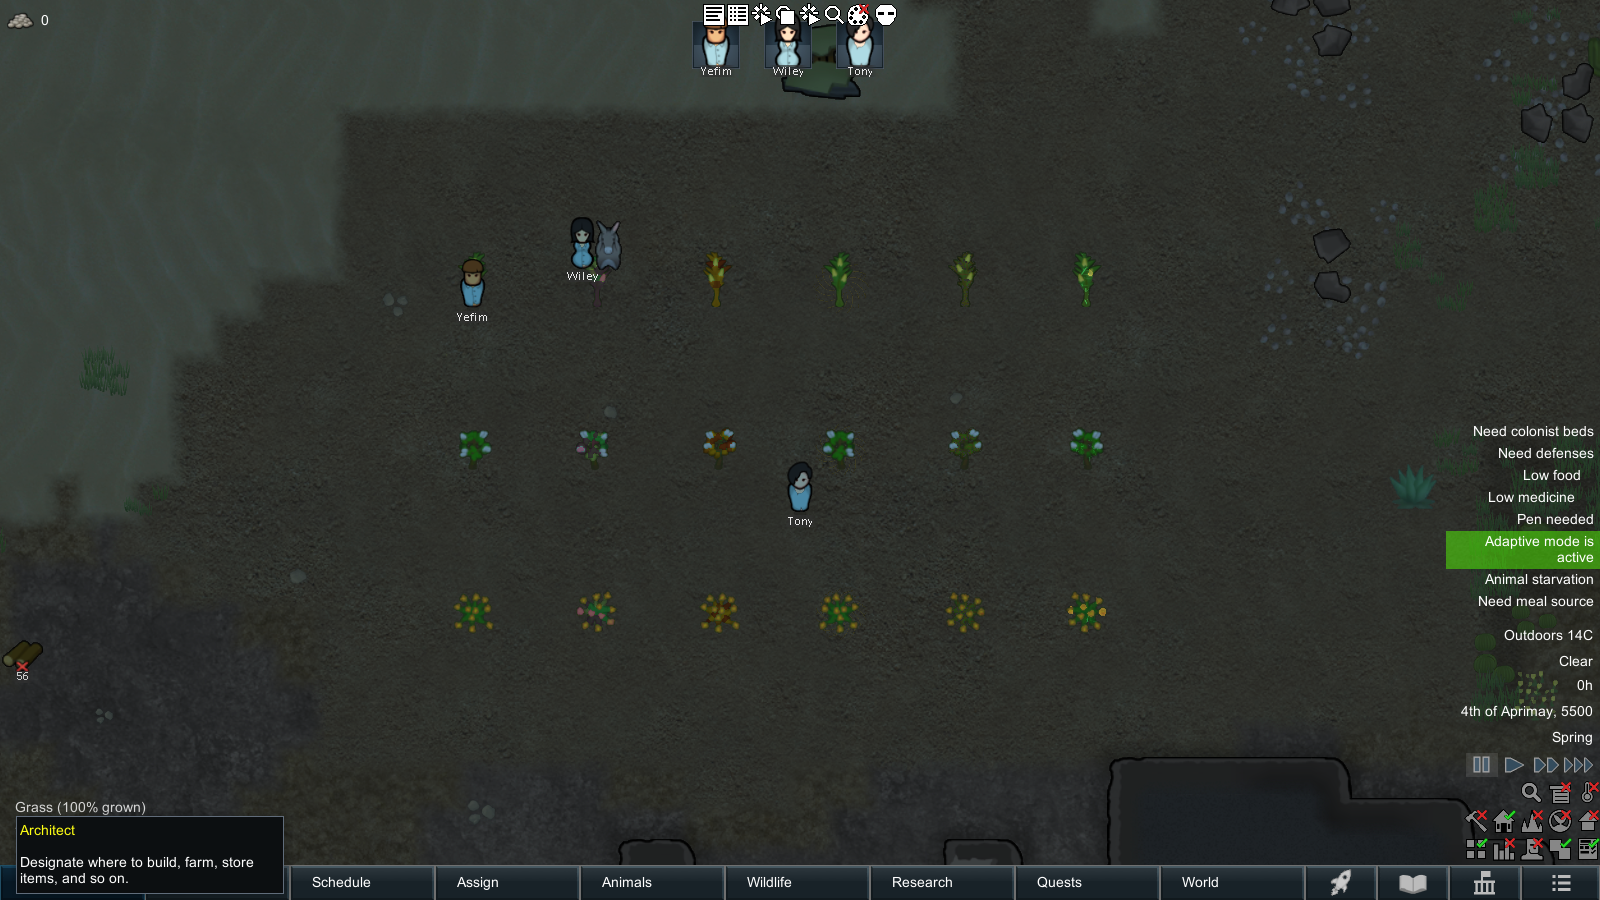 0
Yefim
Wiley
Tony
Wiley
Yefim
Tony
Need colonist beds
Need defenses
Low food
Low medicine
Pen needed
Adaptive mode is
active
Animal starvation
Need meal source
Outdoors 14C
Clear
0h
4th of Aprimay, 5500
Spring
56
Grass (100% grown)
Architect
Designate where to build, farm, store
items, and so on.
Schedule
Assign
Animals
Wildlife
Research
Quests
World